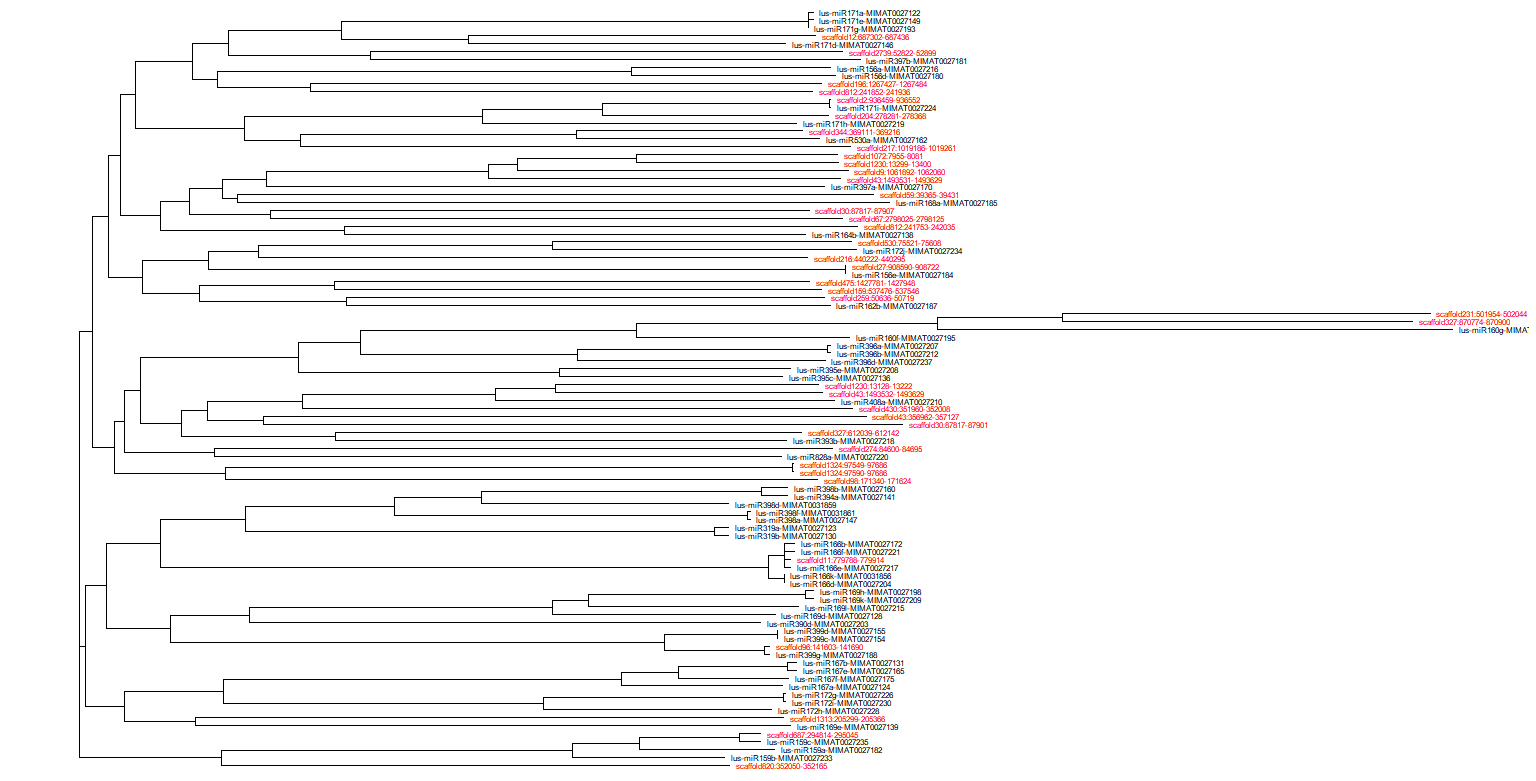 lus-miR171a-MIMAT0027122
lus-miR171e-MIMAT0027149
lus-miR171g-MIMAT0027193
scaffold12:687302-687436
lus-miR171d-MIMAT0027146
scaffold2739:52822-52899
lus-miR397b-MIMAT0027181
lus-miR156a-MIMAT0027216
lus-miR156d-MIMAT0027180
scaffold196:1267427-1267484
scaffold812:241852-241936
scaffold2:936459-936552
lus-miR171i-MIMAT0027224
scaffold204:278281-278368
lus-miR171h-MIMAT0027219
scaffold344:369111-369216
lus-miR530a-MIMAT0027162
scaffold217:1019186-1019261
scaffold1072:7955-8081
scaffold1230:13299-13400
scaffold9:1061892-1062060
scaffold43:1493531-1493629
lus-miR397a-MIMAT0027170
scaffold59:39365-39431
lus-miR168a-MIMAT0027185
scaffold30:87817-87907
scaffold67:2798025-2798125
scaffold812:241753-242035
lus-miR164b-MIMAT0027138
scaffold530:75521-75608
lus-miR172j-MIMAT0027234
scaffold216:440222-440295
scaffold27:908590-908722
lus-miR156e-MIMAT0027184
scaffold475:1427781-1427948
scaffold159:537476-537546
scaffold259:50636-50719
lus-miR162b-MIMAT0027187
scaffold231:501954-502044
scaffold327:870774-870900
lus-miR160g-MIMAT
lus-miR160f-MIMAT0027195
lus-miR396a-MIMAT0027207
lus-miR396b-MIMAT0027212
lus-miR396d-MIMAT0027237
lus-miR395e-MIMAT0027208
lus-miR395c-MIMAT0027136
scaffold1230:13128-13222
scaffold43:1493532-1493629
lus-miR408a-MIMAT0027210
scaffold430:351960-352008
scaffold43:356962-357127
scaffold30:87817-87901
scaffold327:612039-612142
lus-miR393b-MIMAT0027218
scaffold274:84600-84695
lus-miR828a-MIMAT0027220
scaffold1324:97549-97686
scaffold1324:97590-97686
scaffold98:171340-171624
lus-miR398b-MIMAT0027160
lus-miR394a-MIMAT0027141
lus-miR398d-MIMAT0031859
lus-miR398f-MIMAT0031861
lus-miR398a-MIMAT0027147
lus-miR319a-MIMAT0027123
lus-miR319b-MIMAT0027130
lus-miR166b-MIMAT0027172
lus-miR166f-MIMAT0027221
scaffold11:779788-779914
lus-miR166e-MIMAT0027217
lus-miR166k-MIMAT0031856
lus-miR166d-MIMAT0027204
lus-miR169h-MIMAT0027198
lus-miR169k-MIMAT0027209
lus-miR169l-MIMAT0027215
lus-miR169d-MIMAT0027128
lus-miR390d-MIMAT0027203
lus-miR399d-MIMAT0027155
lus-miR399c-MIMAT0027154
scaffold96:141603-141690
lus-miR399g-MIMAT0027188
lus-miR167b-MIMAT0027131
lus-miR167e-MIMAT0027165
lus-miR167f-MIMAT0027175
lus-miR167a-MIMAT0027124
lus-miR172g-MIMAT0027226
lus-miR172i-MIMAT0027230
lus-miR172h-MIMAT0027228
scaffold1313:205299-205366
lus-miR169e-MIMAT0027139
scaffold687:294814-295045
lus-miR159c-MIMAT0027235
lus-miR159a-MIMAT0027182
lus-miR159b-MIMAT0027233
scaffold820:352050-352165